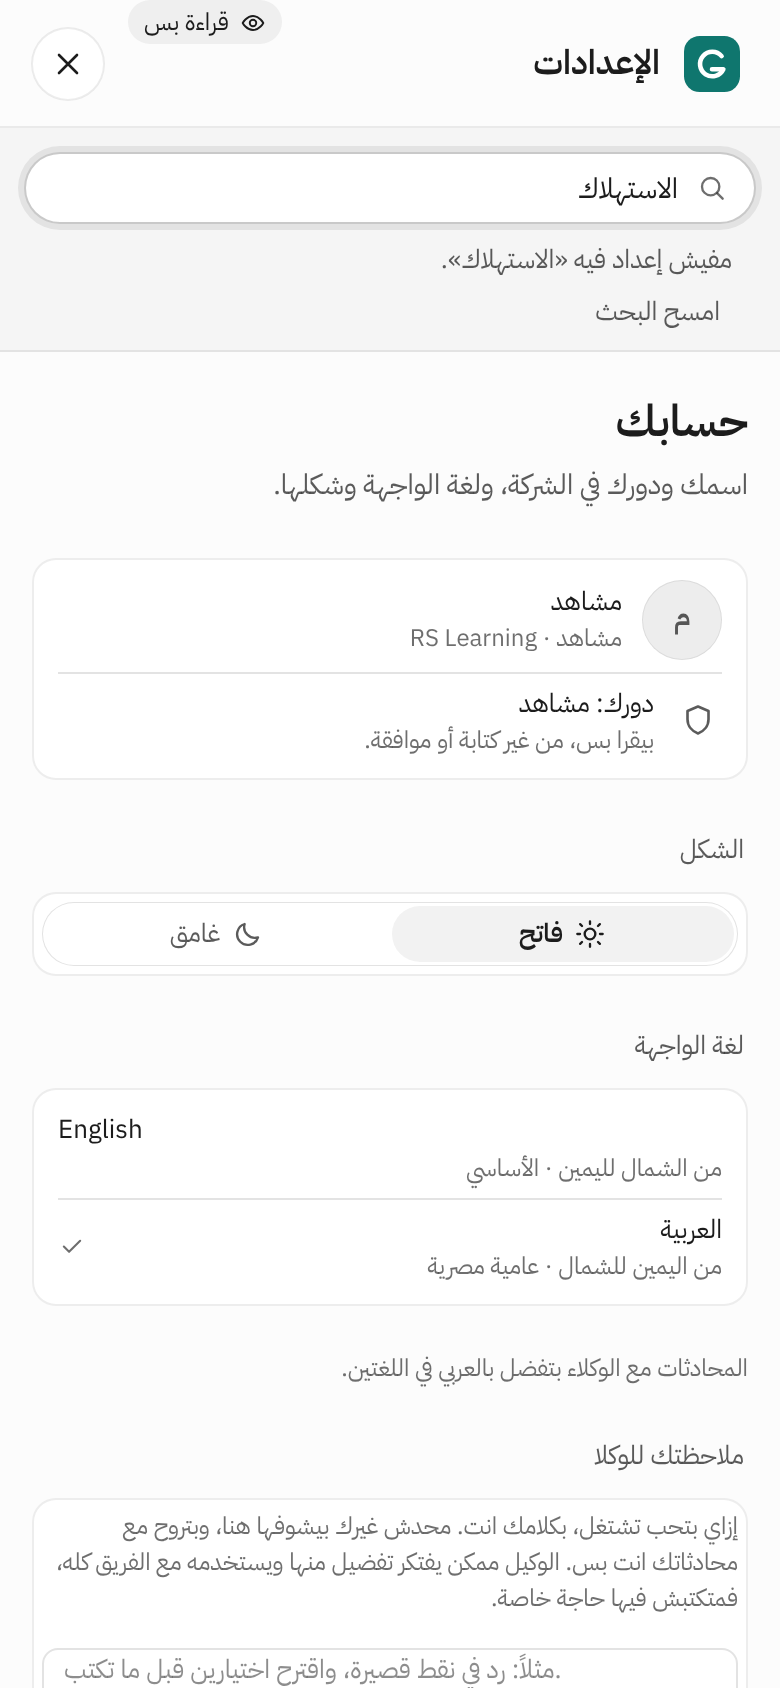 قراءة بس
الإعدادات
الاستهلاك
مفيش إعداد فيه «الاستهلاك».
امسح البحث
حسابك
اسمك ودورك في الشركة، ولغة الواجهة وشكلها.
م
مشاهد
مشاهد · RS Learning
دورك: مشاهد
بيقرا بس، من غير كتابة أو موافقة.
الشكل
فاتح
غامق
لغة الواجهة
English
من الشمال لليمين · الأساسي
العربية
من اليمين للشمال · عامية مصرية
المحادثات مع الوكلاء بتفضل بالعربي في اللغتين.
ملاحظتك للوكلا
إزاي بتحب تشتغل، بكلامك انت. محدش غيرك بيشوفها هنا، وبتروح مع
محادثاتك انت بس. الوكيل ممكن يفتكر تفضيل منها ويستخدمه مع الفريق كله،
فمتكتبش فيها حاجة خاصة.
مثلاً: رد في نقط قصيرة، واقترح اختيارين قبل ما تكتب.